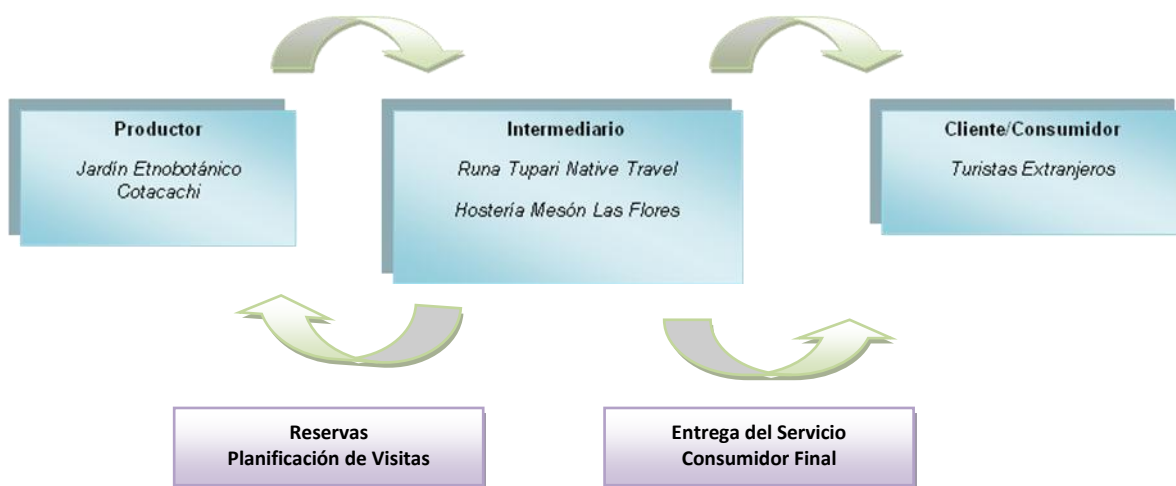 Productor
Jardín Etnobotánico
Cotacachi
Intermediario
Runa Tupari Native Travel
Hostería Mesón Las Flores
Cliente/Consumidor
Turistas Extranjeros
Reservas
Planificación de Visitas
Entrega del Servicio
Consumidor Final